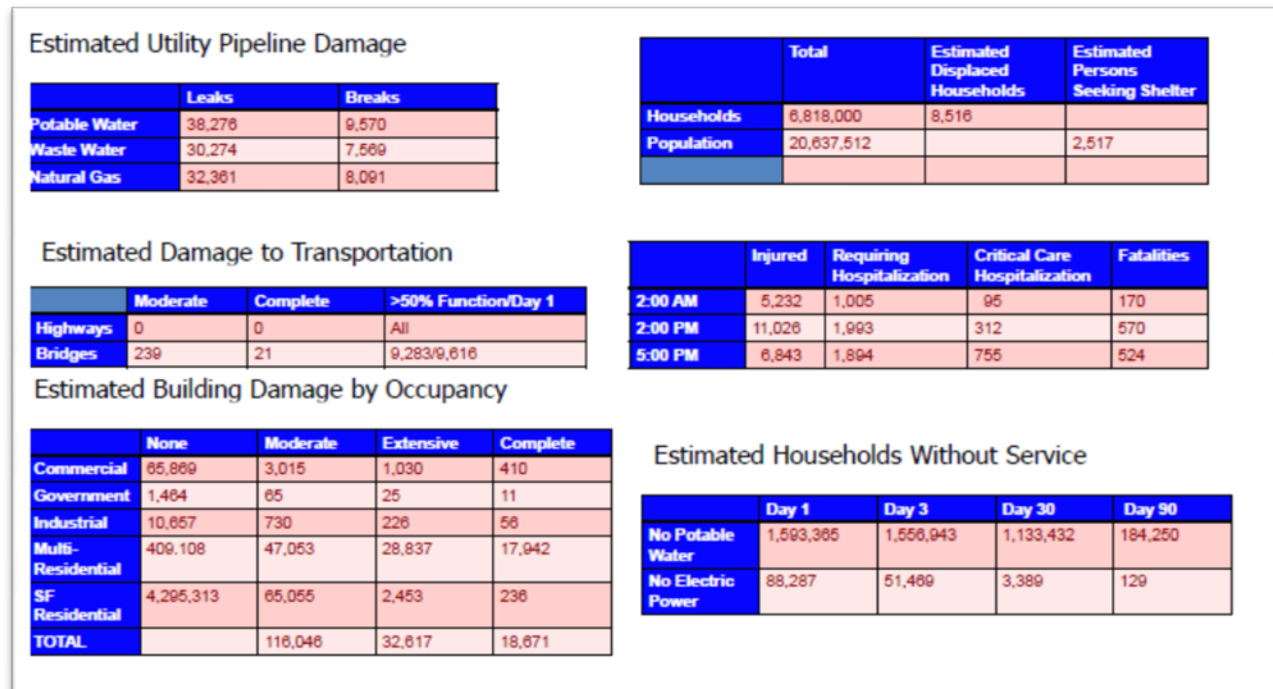 Estimated Utility Pipeline Damage
Leaks Breaks
Potable Water 38,276 9,570
Waste Water 30,274 7,569
Natural Gas 32,361 8,091
Total Estimated Displaced Households Estimated Persons Seeking Shelter
Households 6,818,000 8,516
Population 20,637,512 2,517
Estimated Damage to Transportation
Moderate Complete >50% Function/Day 1
Highways 0 0 All
Bridges 239 21 9,283/9,616
Injured Requiring Hospitalization Critical Care Hospitalization Fatalities
2:00 AM 5,232 1,005 95 170
2:00 PM 11,026 1,993 312 570
5:00 PM 6,843 1,894 755 524
Estimated Building Damage by Occupancy
None Moderate Extensive Complete
Commercial 65,869 3,015 1,030 410
Government 1,464 65 25 11
Industrial 10,657 730 226 56
Multi-Residential 409.108 47,053 28,837 17,942
SF Residential 4,295,313 65,055 2,453 236
TOTAL 116,046 32,617 18,671
Estimated Households Without Service
Day 1 Day 3 Day 30 Day 90
No Potable Water 1,593,365 1,556,943 1,133,432 184,250
No Electric Power 88,287 51,469 3,389 129